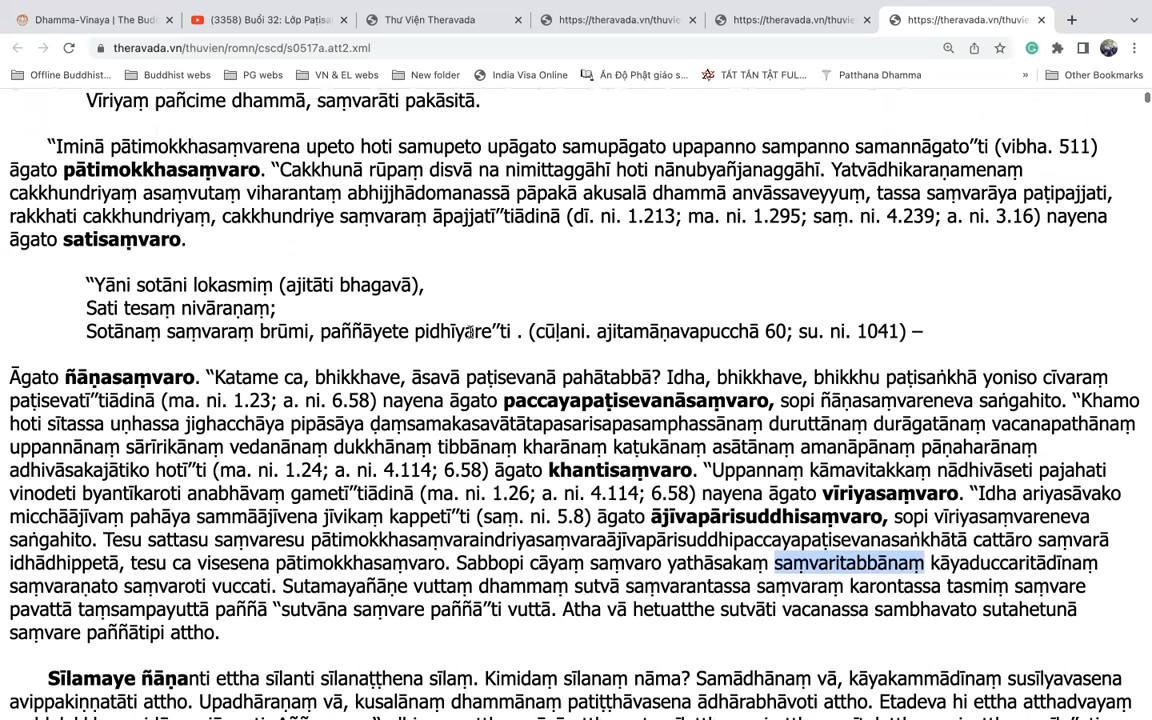 Dhamma-Vinaya | The Bud
(3358) Buổi 32: Lớp Paṭisa
Thư Viện Theravada
https://theravada.vn/thuvie
https://theravada.vn/thuvie
https://theravada.vn/thuvie
theravada.vn/thuvien/romn/cscd/s0517a.att2.xml
Offline Buddhist...
Buddhist webs
PG webs
VN & EL webs
New folder
India Visa Online
Ấn Độ Phật giáo s...
TẤT TẦN TẬT FUL...
Patthana Dhamma
»
Other Bookmarks
Vīriyaṃ pañcime dhammā, saṃvarāti pakāsitā.
“Iminā pātimokkhasaṃvarena upeto hoti samupeto upāgato samupāgato upapanno sampanno samannāgato”ti (vibha. 511)
āgato pātimokkhasaṃvaro. “Cakkhunā rūpaṃ disvā na nimittaggāhī hoti nānubyañjanaggāhī. Yatvādhikaraṇamenaṃ
cakkhundriyaṃ asaṃvutaṃ viharantaṃ abhijjhādomanassā pāpakā akusalā dhammā anvāssaveyyuṃ, tassa saṃvarāya paṭipajjati,
rakkhati cakkhundriyaṃ, cakkhundriye saṃvaraṃ āpajjatī”tiādinā (dī. ni. 1.213; ma. ni. 1.295; saṃ. ni. 4.239; a. ni. 3.16) nayena
āgato satisaṃvaro.
“Yāni sotāni lokasmiṃ (ajitāti bhagavā),
Sati tesaṃ nivāraṇaṃ;
Sotānaṃ saṃvaraṃ brūmi, paññāyete pidhīyare”ti . (cūḷani. ajitamāṇavapucchā 60; su. ni. 1041) –
Āgato ñāṇasaṃvaro. “Katame ca, bhikkhave, āsavā paṭisevanā pahātabbā? Idha, bhikkhave, bhikkhu paṭisaṅkhā yoniso cīvaraṃ
paṭisevatī”tiādinā (ma. ni. 1.23; a. ni. 6.58) nayena āgato paccayapaṭisevanāsaṃvaro, sopi ñāṇasaṃvareneva saṅgahito. “Khamo
hoti sītassa uṇhassa jighacchāya pipāsāya ḍaṃsamakasavātātapasarīsapasamphassānaṃ duruttānaṃ durāgatānaṃ vacanapathānaṃ
uppannānaṃ sārīrikānaṃ vedanānaṃ dukkhānaṃ tibbānaṃ kharānaṃ kaṭukānaṃ asātānaṃ amanāpānaṃ pāṇaharānaṃ
adhivāsakajātiko hotī”ti (ma. ni. 1.24; a. ni. 4.114; 6.58) āgato khantisaṃvaro. “Uppannaṃ kāmavitakkaṃ nādhivāseti pajahati
vinodeti byantīkaroti anabhāvaṃ gametī”tiādinā (ma. ni. 1.26; a. ni. 4.114; 6.58) nayena āgato vīriyasaṃvaro. “Idha ariyasāvako
micchāājīvaṃ pahāya sammāājīvena jīvikaṃ kappetī”ti (saṃ. ni. 5.8) āgato ājīvapārisuddhisaṃvaro, sopi vīriyasaṃvareneva
saṅgahito. Tesu sattasu saṃvaresu pātimokkhasaṃvaraindriyasaṃvaraājīvapārisuddhipaccayapaṭisevanasaṅkhātā cattāro saṃvarā
idhādhippetā, tesu ca visesena pātimokkhasaṃvaro. Sabbopi cāyaṃ saṃvaro yathāsakaṃ saṃvaritabbānaṃ kāyaduccaritādīnaṃ
saṃvaraṇato saṃvaroti vuccati. Sutamayañāṇe vuttaṃ dhammaṃ sutvā saṃvarantassa saṃvaraṃ karontassa tasmiṃ saṃvare
pavattā taṃsampayuttā paññā “sutvāna saṃvare paññā”ti vuttā. Atha vā hetuatthe sutvāti vacanassa sambhavato sutahetunā
saṃvare paññātipi attho.
Sīlamaye ñāṇanti ettha sīlanti sīlanaṭṭhena sīlaṃ. Kimidaṃ sīlanaṃ nāma? Samādhānaṃ vā, kāyakammādīnaṃ susīlyavasena
avippakiṇṇatāti attho. Upadhāraṇaṃ vā, kusalānaṃ dhammānaṃ patiṭṭhāvasena ādhārabhāvoti attho. Etadeva hi ettha atthadvayaṃ